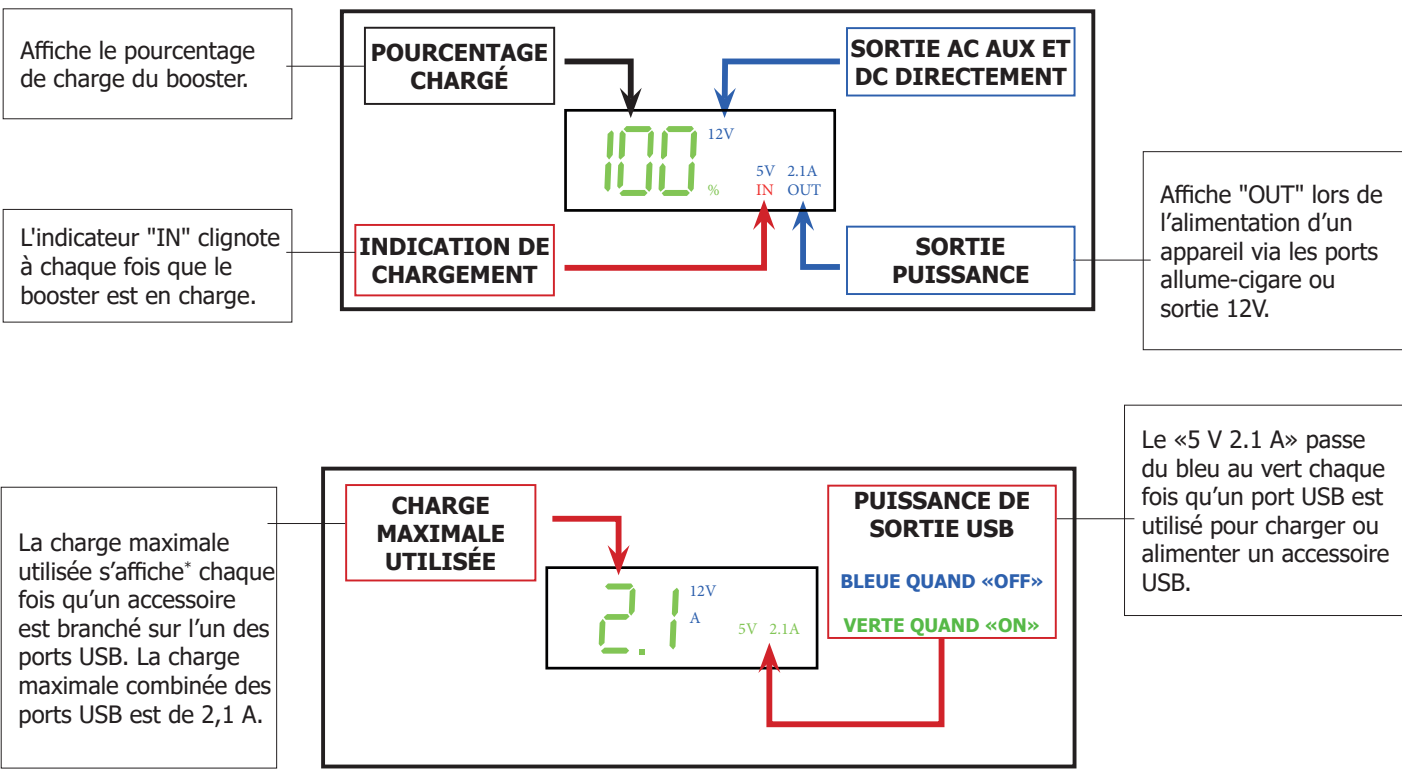 Affiche le pourcentage
de charge du booster.
POURCENTAGE
CHARGÉ
SORTIE AC AUX ET
DC DIRECTEMENT
100
%
12V
5V 2.1A
IN OUT
L'indicateur "IN" clignote
à chaque fois que le
booster est en charge.
INDICATION DE
CHARGEMENT
SORTIE
PUISSANCE
Affiche "OUT" lors de
l’alimentation d’un
appareil via les ports
allume-cigare ou
sortie 12V.
La charge maximale
utilisée s’affiche* chaque
fois qu’un accessoire
est branché sur l’un des
ports USB. La charge
maximale combinée des
ports USB est de 2,1 A.
CHARGE
MAXIMALE
UTILISÉE
2.1
12V
A
5V 2.1A
PUISSANCE DE
SORTIE USB
BLEUE QUAND «OFF»
VERTE QUAND «ON»
Le «5 V 2.1 A» passe
du bleu au vert chaque
fois qu’un port USB est
utilisé pour charger ou
alimenter un accessoire
USB.